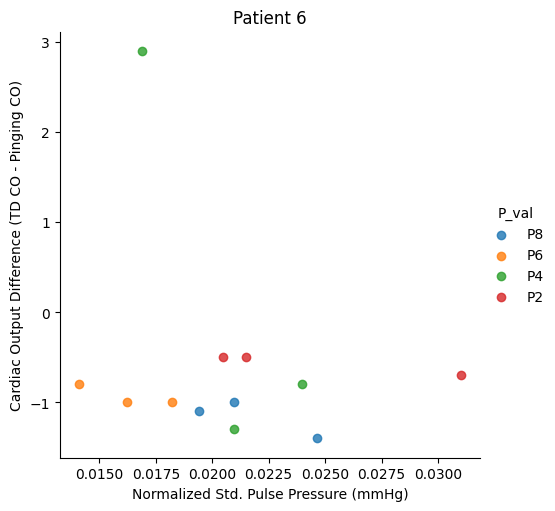 Patient 6
Cardiac Output Difference (TD CO - Pinging CO)
3
2
1
0
−1
0.0150 0.0175 0.0200 0.0225 0.0250 0.0275 0.0300
Normalized Std. Pulse Pressure (mmHg)
P_val
P8
P6
P4
P2